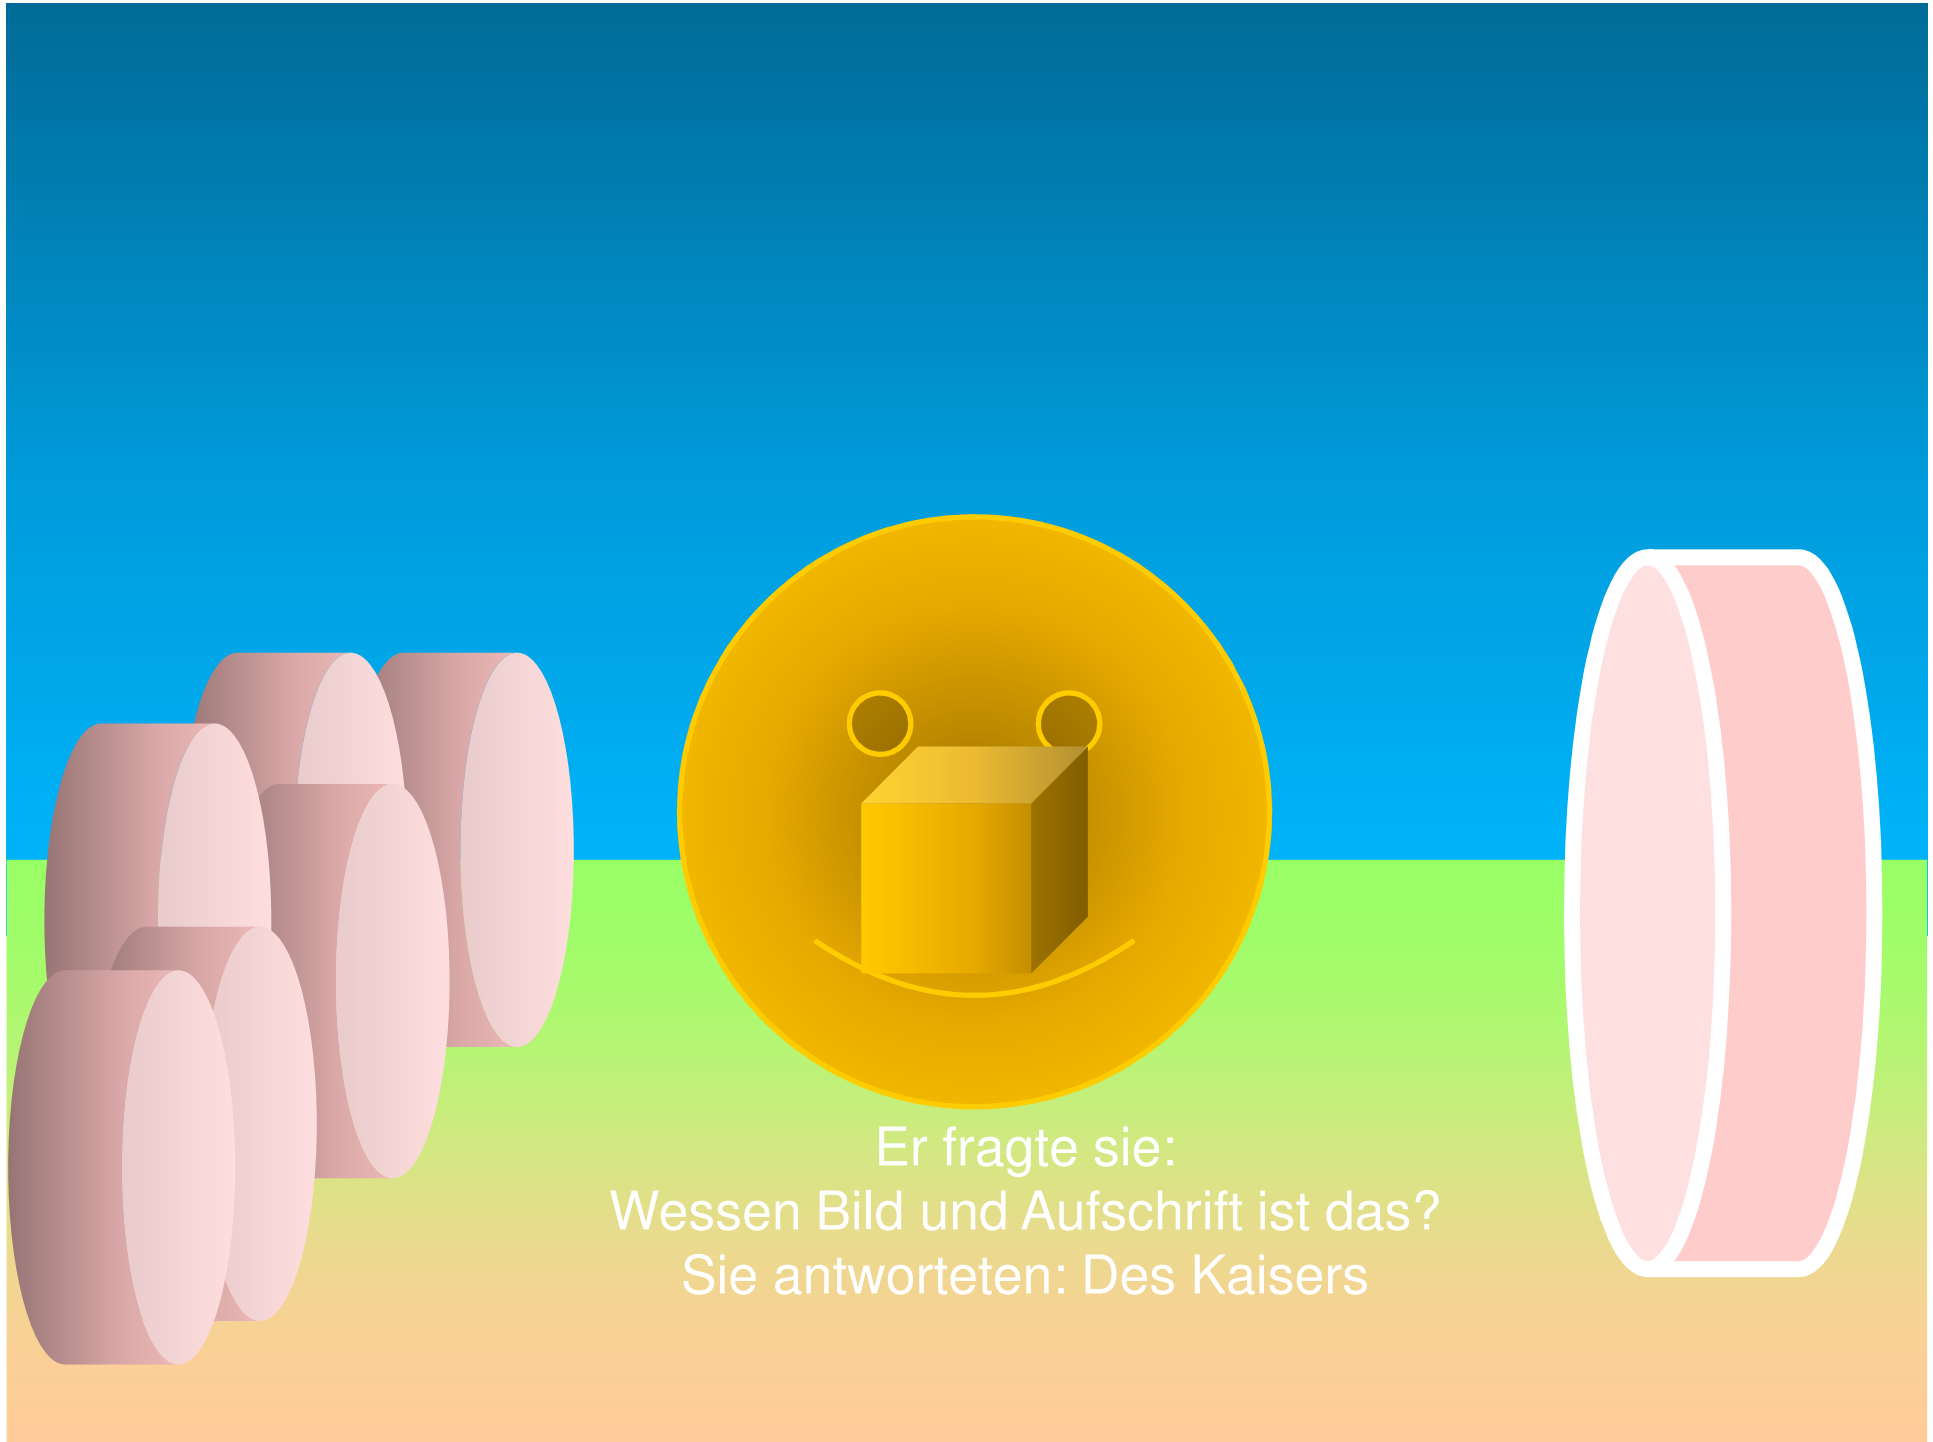 Er fragte sie:
Wessen Bild und Aufschrift ist das?
Sie antworteten: Des Kaisers